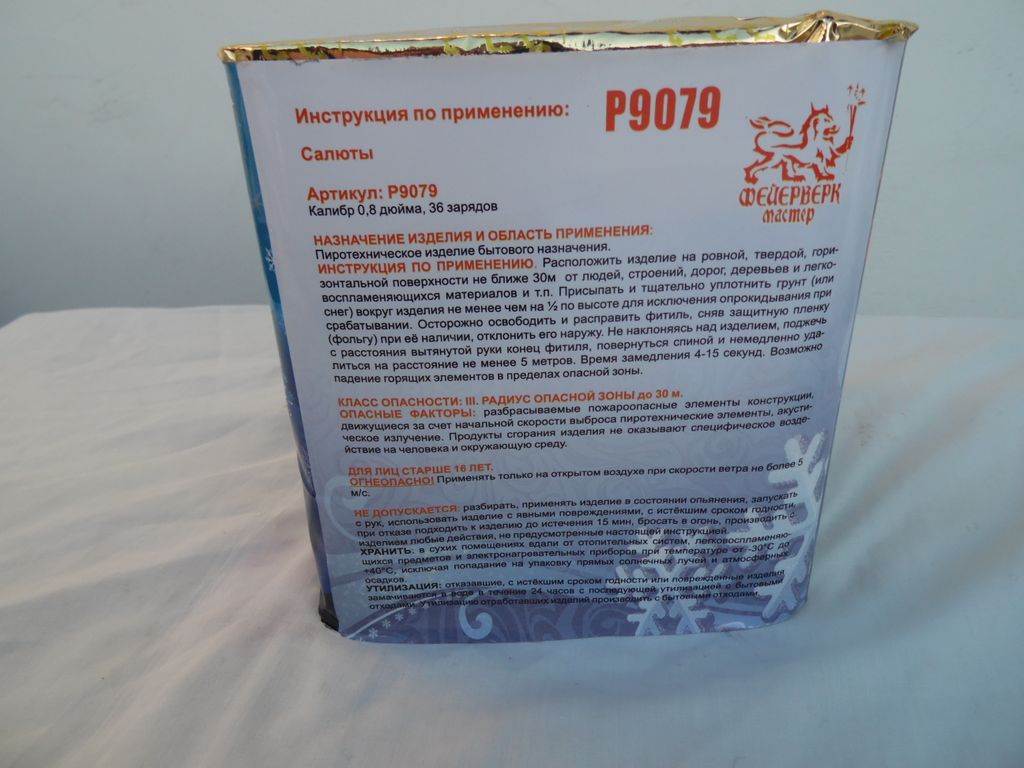 Инструкция по применению:
Р9079
ФЕЙЕРВЕРК
мастер
Салюты
Артикул: Р9079
Калибр 0,8 дюйма, 36 зарядов
НАЗНАЧЕНИЕ ИЗДЕЛИЯ И ОБЛАСТЬ ПРИМЕНЕНИЯ:
Пиротехническое изделие бытового назначения.
ИНСТРУКЦИЯ ПО ПРИМЕНЕНИЮ. Расположить изделие на ровной, твердой, гори-
зонтальной поверхности не ближе 30м от людей, строений, дорог, деревьев и легко-
воспламеняющихся материалов и т.п. Присыпать и тщательно уплотнить грунт (или
снег) вокруг изделия не менее чем на ½ по высоте для исключения опрокидывания при
срабатывании. Осторожно освободить и расправить фитиль, сняв защитную пленку
(фольгу) при её наличии, отклонить его наружу. Не наклоняясь над изделием, поджечь
с расстояния вытянутой руки конец фитиля, повернуться спиной и немедленно уда-
литься на расстояние не менее 5 метров. Время замедления 4-15 секунд. Возможно
падение горящих элементов в пределах опасной зоны.
КЛАСС ОПАСНОСТИ: III. РАДИУС ОПАСНОЙ ЗОНЫ до 30 м.
ОПАСНЫЕ ФАКТОРЫ: разбрасываемые пожароопасные элементы конструкции,
движущиеся за счет начальной скорости выброса пиротехнические элементы, акусти-
ческое излучение. Продукты сгорания изделия не оказывают специфическое возде-
йствие на человека и окружающую среду.
ДЛЯ ЛИЦ СТАРШЕ 16 ЛЕТ.
ОГНЕОПАСНО! Применять только на открытом воздухе при скорости ветра не более 5
м/с.
НЕ ДОПУСКАЕТСЯ: разбирать, применять изделие в состоянии опьянения, запускать
с рук, использовать изделие с явными повреждениями, с истёкшим сроком годности,
при отказе подходить к изделию до истечения 15 мин, бросать в огонь, производить с
изделием любые действия, не предусмотренные настоящей инструкцией.
ХРАНИТЬ: в сухих помещениях вдали от отопительных систем, легковоспламеняю-
щихся предметов и электронагревательных приборов при температуре от -30°С до
+40°С, исключая попадание на упаковку прямых солнечных лучей и атмосферных
осадков.
УТИЛИЗАЦИЯ: отказавшие, с истёкшим сроком годности или повреждённые изделия
замачиваются в воде в течение 24 часов с последующей утилизацией с бытовыми
отходами. Утилизацию отработавших изделий производить с бытовыми отходами.